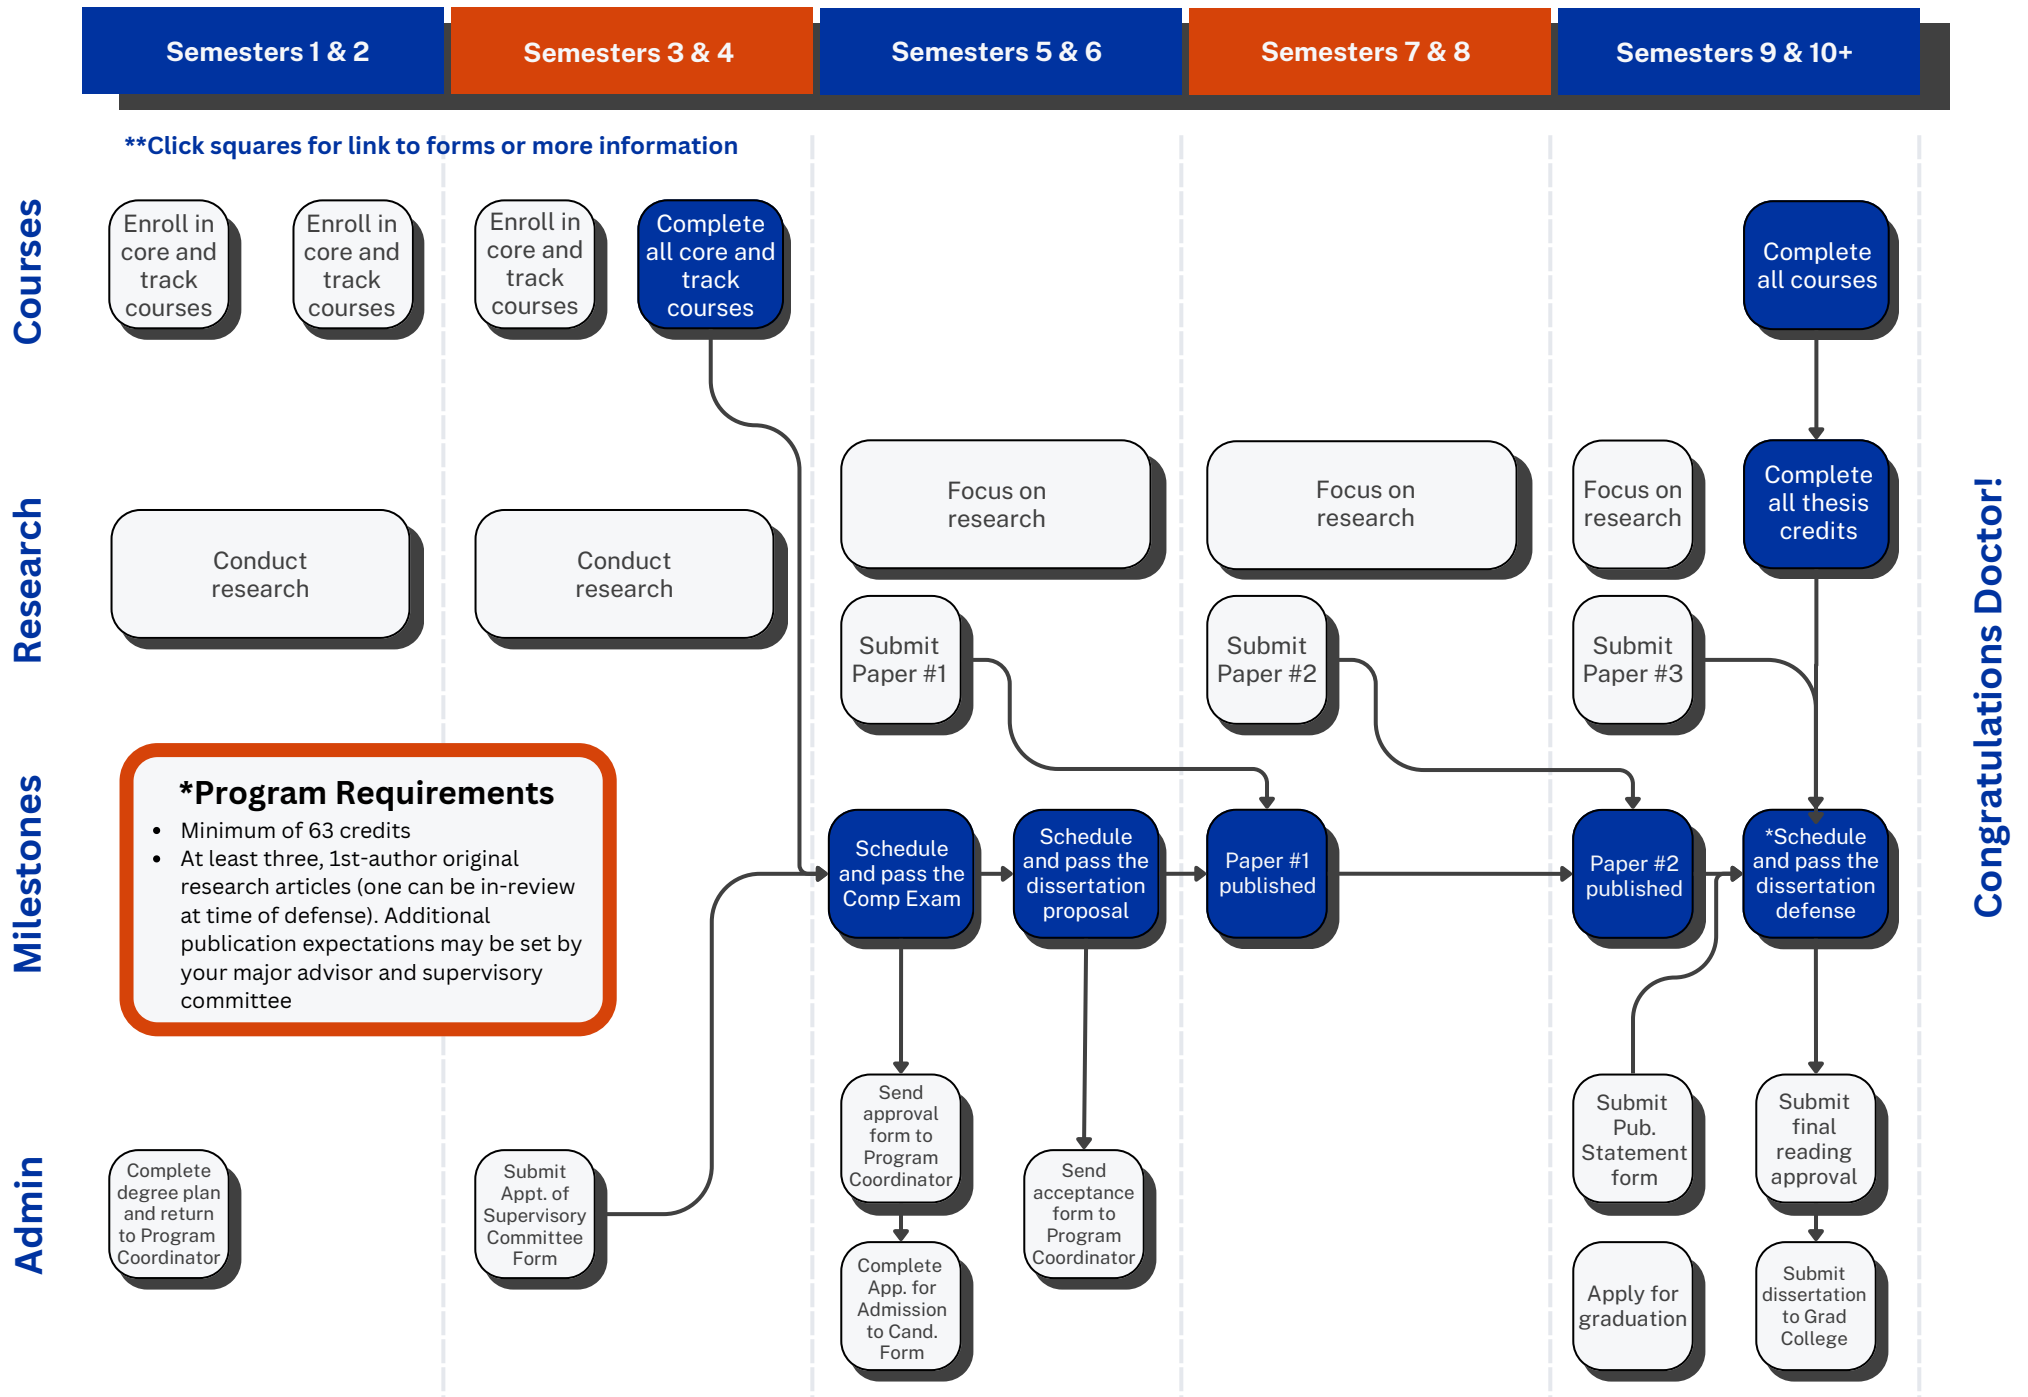 Semesters 1 & 2
Semesters 3 & 4
Semesters 5 & 6
Semesters 7 & 8
Semesters 9 & 10+
**Click squares for link to forms or more information
Courses
Enroll in
core and
track
courses
Enroll in
core and
track
courses
Enroll in
core and
track
courses
Complete
all core and
track
courses
Complete
all courses
Research
Conduct
research
Conduct
research
Focus on
research
Focus on
research
Focus on
research
Complete
all thesis
credits
Submit
Paper #1
Submit
Paper #2
Submit
Paper #3
Milestones
*Program Requirements
• Minimum of 63 credits
• At least three, 1st-author original
research articles (one can be in-review
at time of defense). Additional
publication expectations may be set by
your major advisor and supervisory
committee
Schedule
and pass the
Comp Exam
Schedule
and pass the
dissertation
proposal
Paper #1
published
Paper #2
published
*Schedule
and pass the
dissertation
defense
Admin
Complete
degree plan
and return
to Program
Coordinator
Submit
Appt. of
Supervisory
Committee
Form
Send
approval
form to
Program
Coordinator
Complete
App. for
Admission
to Cand.
Form
Send
acceptance
form to
Program
Coordinator
Submit
Pub.
Statement
form
Apply for
graduation
Submit
final
reading
approval
Submit
dissertation
to Grad
College
Congratulations Doctor!